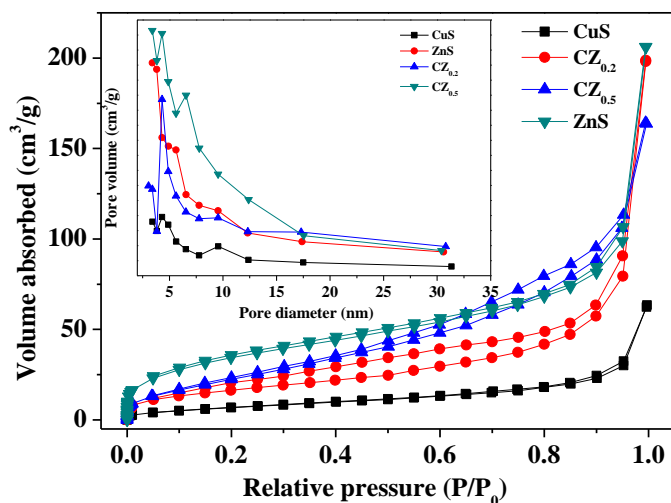 CuS
ZnS
CZ0.2
CZ0.5
Pore volume (cm3/g)
5 10 15 20 25 30 35
Pore diameter (nm)
CuS
CZ0.2
CZ0.5
ZnS
200
150
100
50
0
Volume absorbed (cm3/g)
0.0 0.2 0.4 0.6 0.8 1.0
Relative pressure (P/P0)